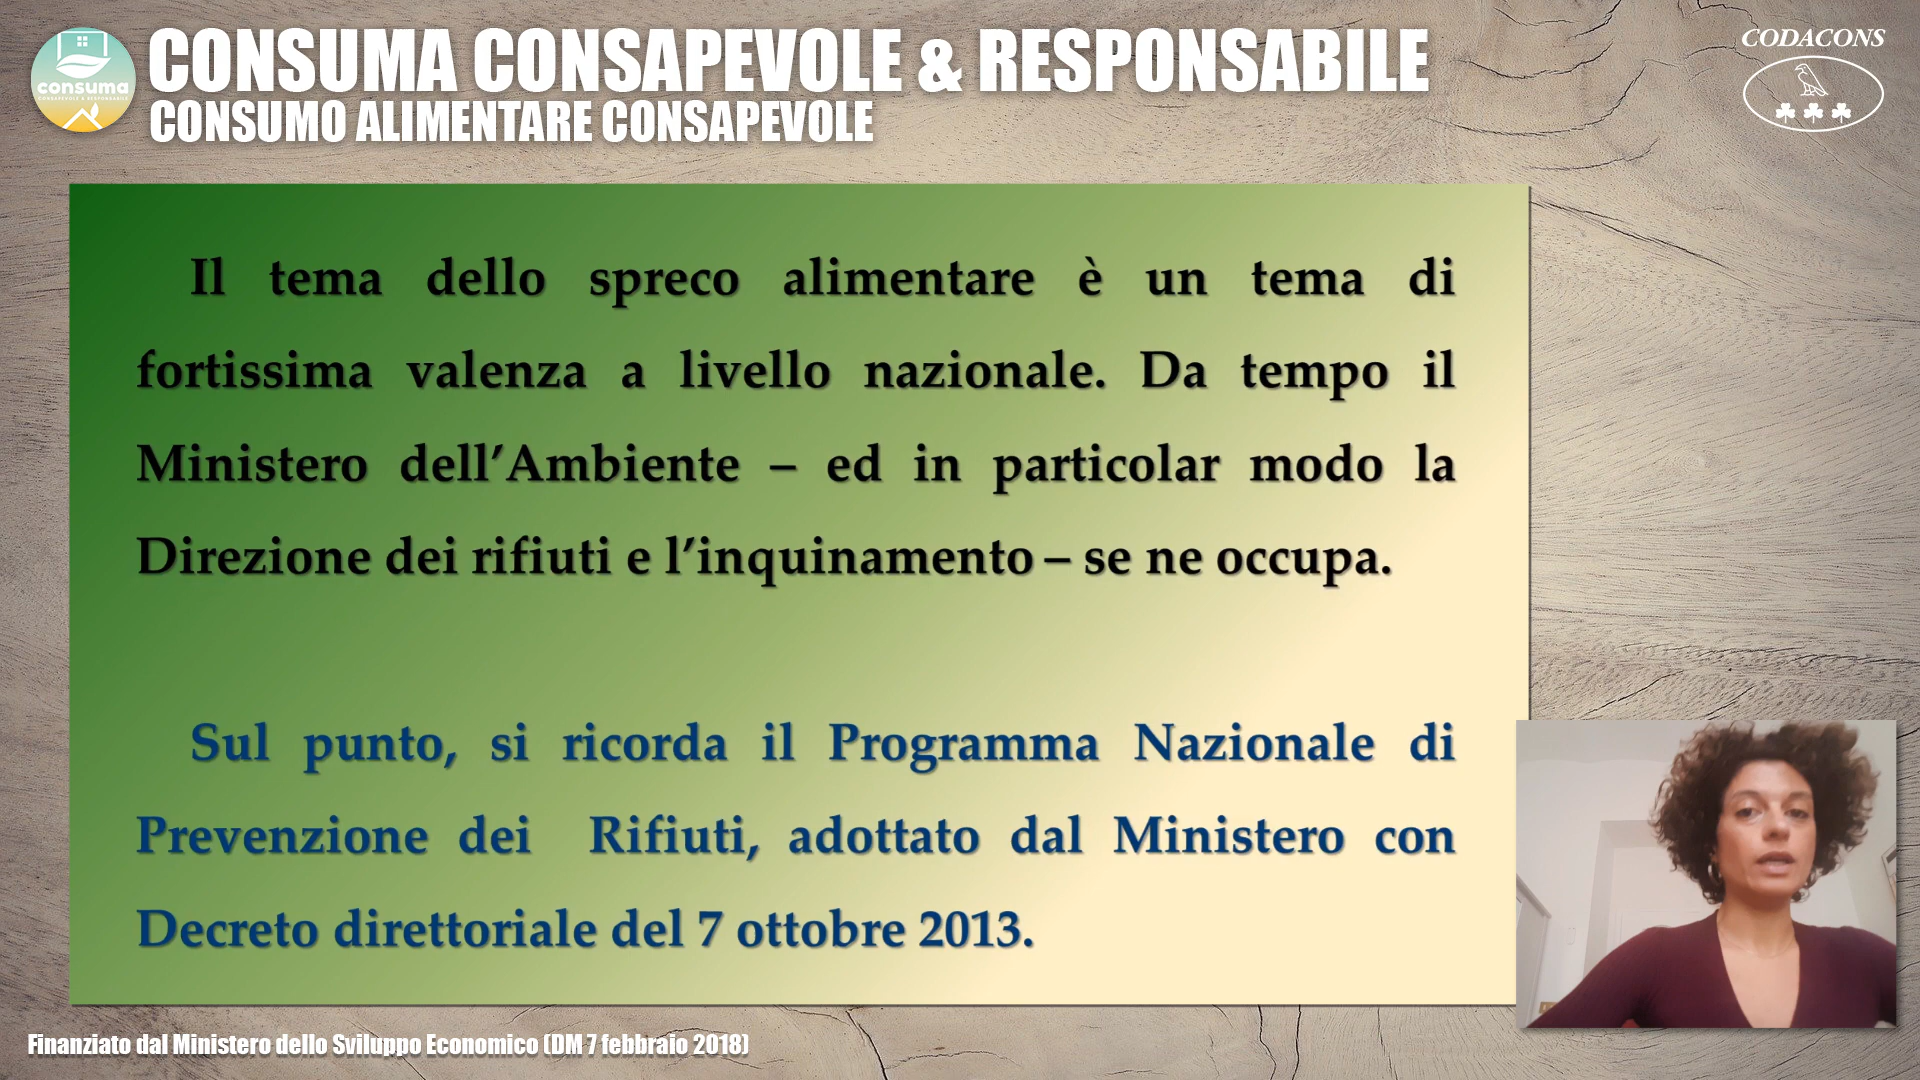 CONSUMA CONSAPEVOLE & RESPONSABILE
CONSUMO ALIMENTARE CONSAPEVOLE
consuma
CODACONS
Il tema dello spreco alimentare è un tema di
fortissima valenza a livello nazionale. Da tempo il
Ministero dell’Ambiente – ed in particolar modo la
Direzione dei rifiuti e l’inquinamento – se ne occupa.
Sul punto, si ricorda il Programma Nazionale di
Prevenzione dei Rifiuti, adottato dal Ministero con
Decreto direttoriale del 7 ottobre 2013.
Finanziato dal Ministero dello Sviluppo Economico (DM 7 febbraio 2018)